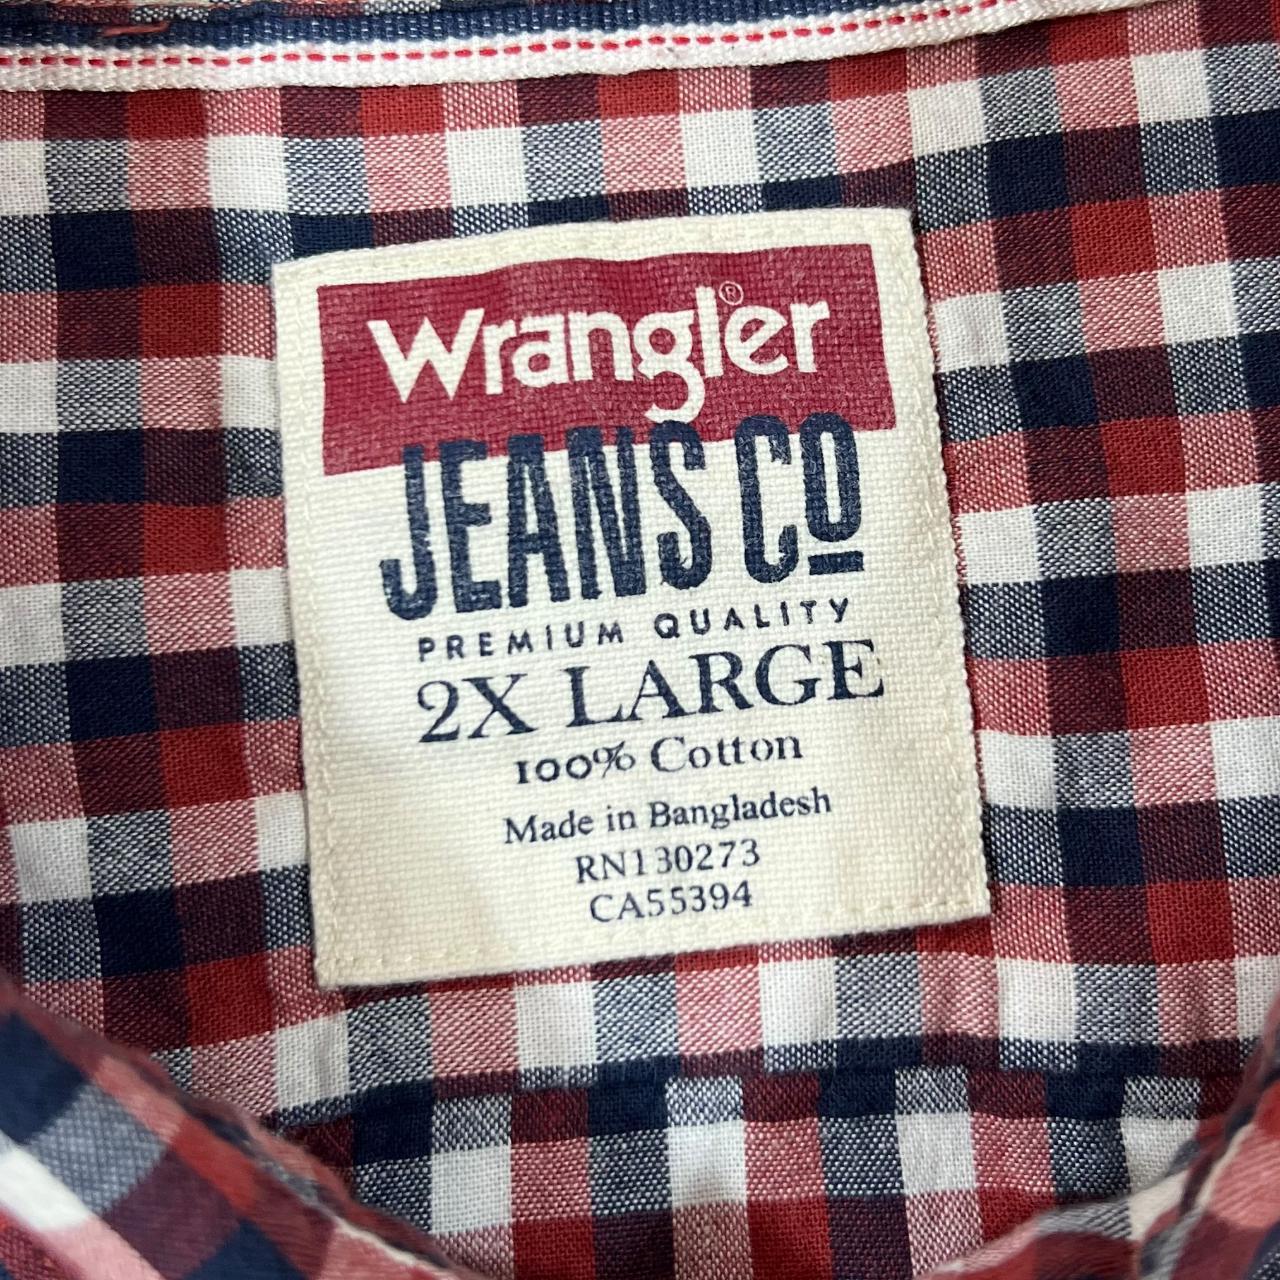 Wrangler®
JEANS CO
PREMIUM QUALITY
2X LARGE
100% Cotton
Made in Bangladesh
RN130273
CA55394